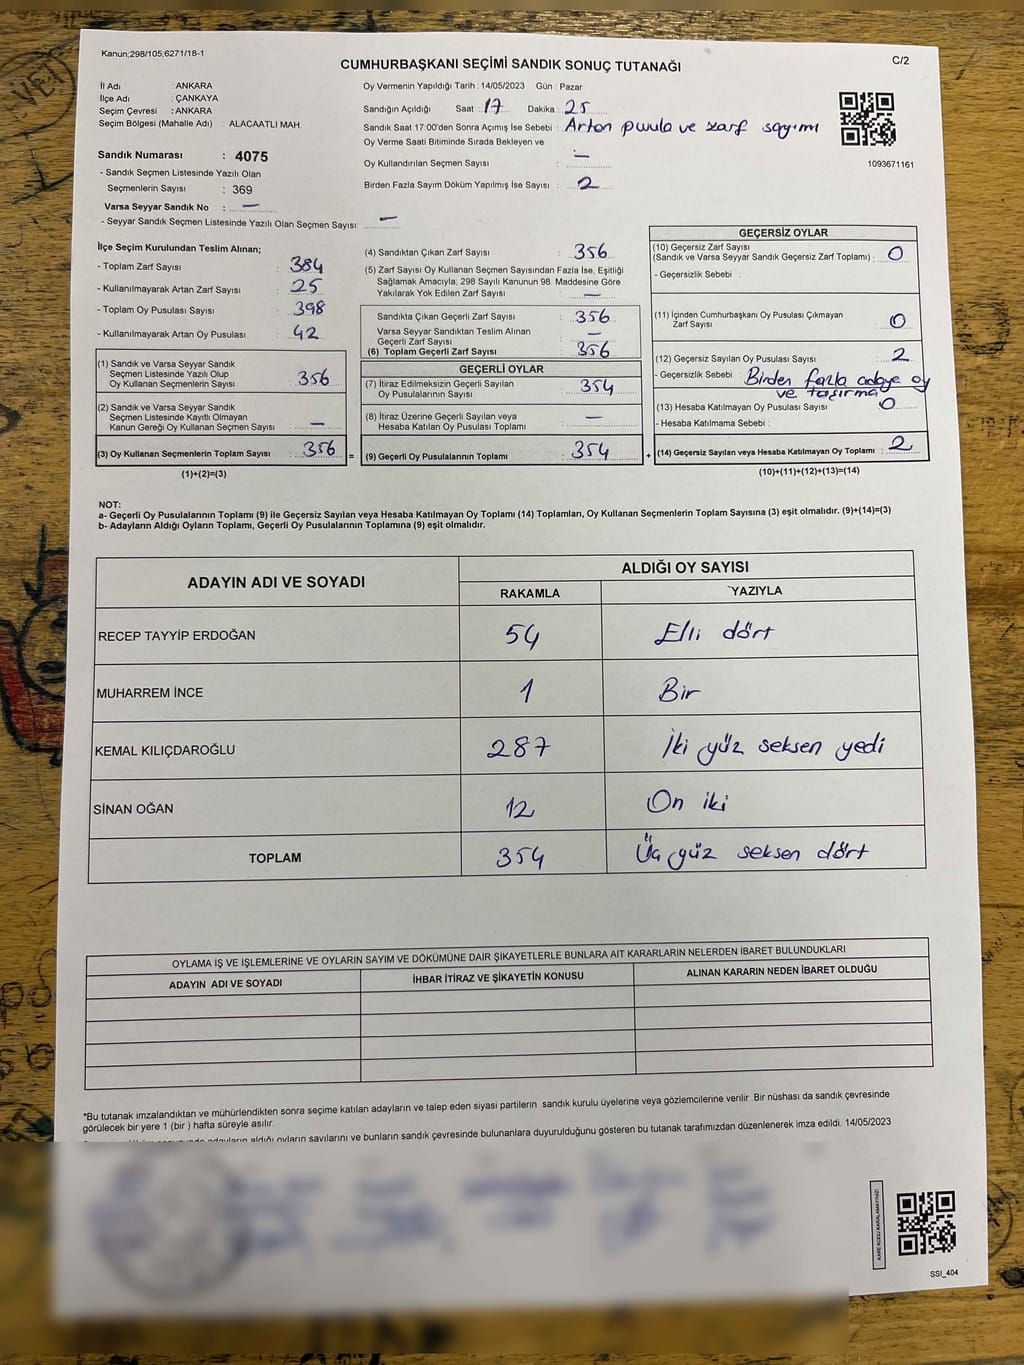 Kanun;298/105;6271/18-1
CUMHURBAŞKANI SEÇİMİ SANDIK SONUÇ TUTANAĞI
C/2
İl Adı : ANKARA
İlçe Adı : ÇANKAYA
Seçim Çevresi : ANKARA
Seçim Bölgesi (Mahalle Adı) : ALACAATLI MAH.
Sandık Numarası : 4075
- Sandık Seçmen Listesinde Yazılı Olan
Seçmenlerin Sayısı : 369
Varsa Seyyar Sandık No : —
- Seyyar Sandık Seçmen Listesinde Yazılı Olan Seçmen Sayısı: —
Oy Vermenin Yapıldığı Tarih : 14/05/2023 Gün : Pazar
Sandığın Açıldığı Saat : 17 Dakika : 25
Sandık Saat 17:00'den Sonra Açımış İse Sebebi : Artan pusula ve zarf sayımı
Oy Verme Saati Bitiminde Sırada Bekleyen ve
Oy Kullandırılan Seçmen Sayısı : —
Birden Fazla Sayım Döküm Yapılmış İse Sayısı : 2
1093671161
İlçe Seçim Kurulundan Teslim Alınan;
- Toplam Zarf Sayısı : 384
- Kullanılmayarak Artan Zarf Sayısı : 25
- Toplam Oy Pusulası Sayısı : 398
- Kullanılmayarak Artan Oy Pusulası : 42
(1) Sandık ve Varsa Seyyar Sandık
Seçmen Listesinde Yazılı Olup
Oy Kullanan Seçmenlerin Sayısı : 356
(2) Sandık ve Varsa Seyyar Sandık
Seçmen Listesinde Kayıtlı Olmayan
Kanun Gereği Oy Kullanan Seçmen Sayısı : —
(3) Oy Kullanan Seçmenlerin Toplam Sayısı : 356
(1)+(2)=(3)
(4) Sandıktan Çıkan Zarf Sayısı : 356
(5) Zarf Sayısı Oy Kullanan Seçmen Sayısından Fazla İse, Eşitliği
Sağlamak Amacıyla; 298 Sayılı Kanunun 98. Maddesine Göre
Yakılarak Yok Edilen Zarf Sayısı : —
Sandıkta Çıkan Geçerli Zarf Sayısı : 356
Varsa Seyyar Sandıktan Teslim Alınan
Geçerli Zarf Sayısı : —
(6) Toplam Geçerli Zarf Sayısı : 356
GEÇERLİ OYLAR
(7) İtiraz Edilmeksizin Geçerli Sayılan
Oy Pusulalarının Sayısı : 354
(8) İtiraz Üzerine Geçerli Sayılan veya
Hesaba Katılan Oy Pusulası Toplamı : —
= (9) Geçerli Oy Pusulalarının Toplamı : 354
GEÇERSİZ OYLAR
(10) Geçersiz Zarf Sayısı
(Sandık ve Varsa Seyyar Sandık Geçersiz Zarf Toplamı) : 0
- Geçersizlik Sebebi :
(11) İçinden Cumhurbaşkanı Oy Pusulası Çıkmayan
Zarf Sayısı : 0
(12) Geçersiz Sayılan Oy Pusulası Sayısı : 2
- Geçersizlik Sebebi : Birden fazla adaya oy
ve taşırma
(13) Hesaba Katılmayan Oy Pusulası Sayısı : 0
- Hesaba Katılmama Sebebi :
+ (14) Geçersiz Sayılan veya Hesaba Katılmayan Oy Toplamı : 2
(10)+(11)+(12)+(13)=(14)
NOT:
a- Geçerli Oy Pusulalarının Toplamı (9) ile Geçersiz Sayılan veya Hesaba Katılmayan Oy Toplamı (14) Toplamları, Oy Kullanan Seçmenlerin Toplam Sayısına (3) eşit olmalıdır. (9)+(14)=(3)
b- Adayların Aldığı Oyların Toplamı, Geçerli Oy Pusulalarının Toplamına (9) eşit olmalıdır.
ADAYIN ADI VE SOYADI
ALDIĞI OY SAYISI
RAKAMLA YAZIYLA
RECEP TAYYİP ERDOĞAN 54 Elli dört
MUHARREM İNCE 1 Bir
KEMAL KILIÇDAROĞLU 287 İki yüz seksen yedi
SİNAN OĞAN 12 On iki
TOPLAM 354 Üç yüz seksen dört
OYLAMA İŞ VE İŞLEMLERİNE VE OYLARIN SAYIM VE DÖKÜMÜNE DAİR ŞİKAYETLERLE BUNLARA AİT KARARLARIN NELERDEN İBARET BULUNDUKLARI
ADAYIN ADI VE SOYADI İHBAR İTİRAZ VE ŞİKAYETİN KONUSU ALINAN KARARIN NEDEN İBARET OLDUĞU
*Bu tutanak imzalandıktan ve mühürlendikten sonra seçime katılan adayların ve talep eden siyasi partilerin sandık kurulu üyelerine veya gözlemcilerine verilir .Bir nüshası da sandık çevresinde
görülecek bir yere 1 (bir ) hafta süreyle asılır.
adayların aldığı oyların sayılarını ve bunların sandık çevresinde bulunanlara duyurulduğunu gösteren bu tutanak tarafımızdan düzenlenerek imza edildi. 14/05/2023
KARE KODU KARALAMAYINIZ!
SSI_404